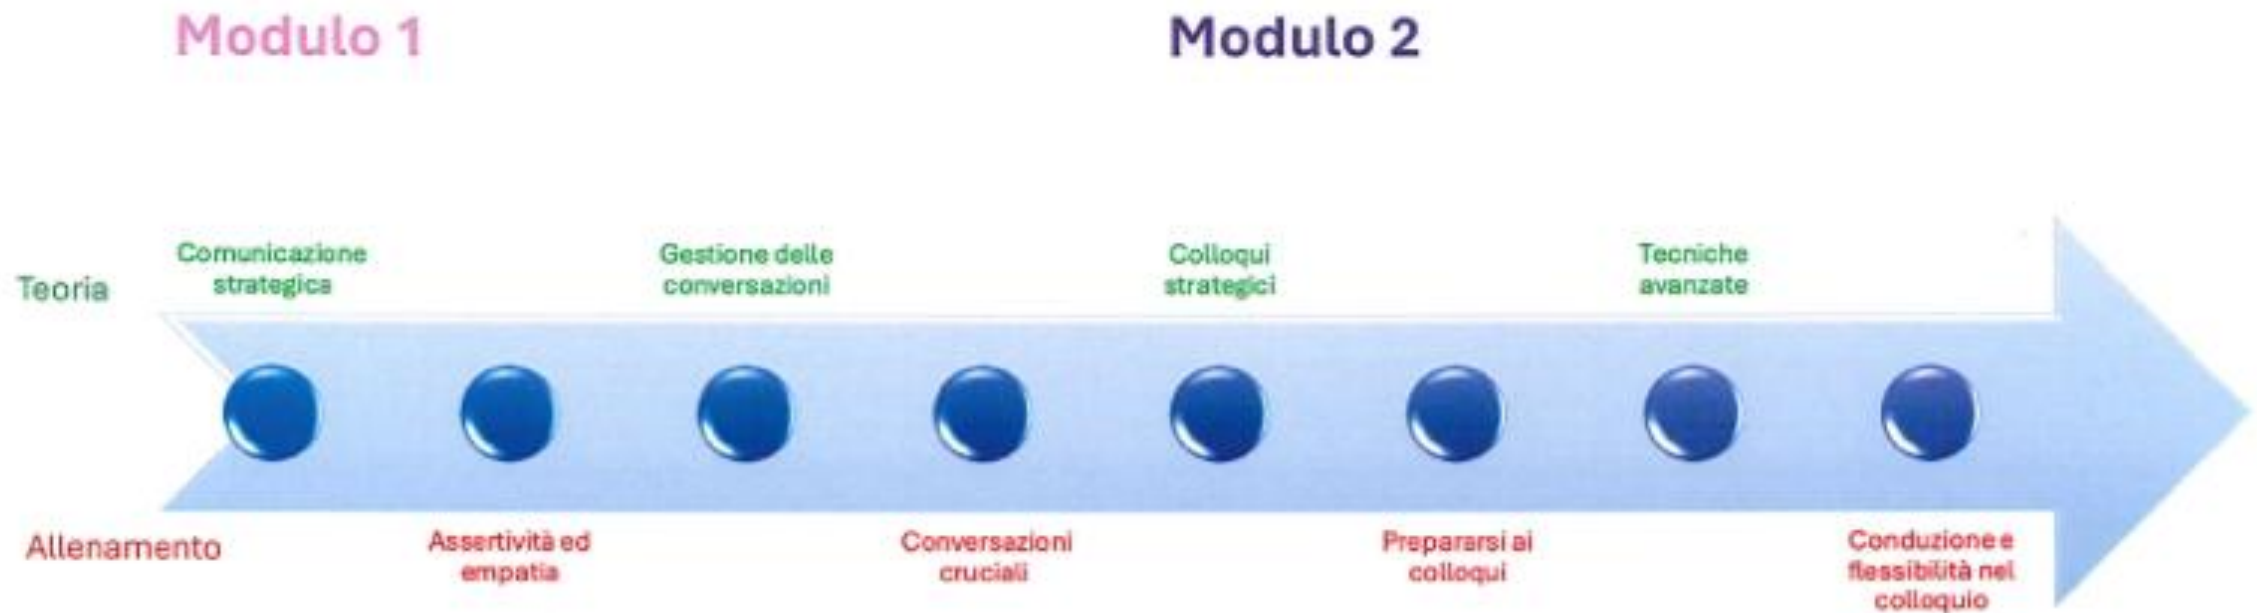 Modulo 1
Modulo 2
Teoria
Comunicazione
strategica
Gestione delle
conversazioni
Colloqui
strategici
Tecniche
avanzate
Allenamento
Assertività ed
empatia
Conversazioni
cruciali
Prepararsi ai
colloqui
Conduzione e
flessibilità nel
colloquio